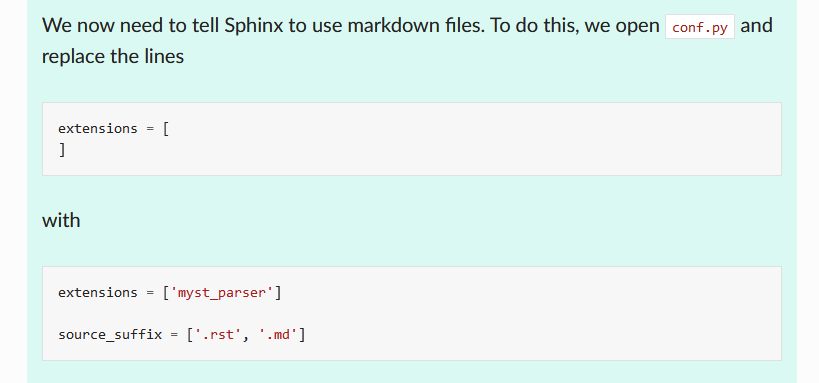 We now need to tell Sphinx to use markdown files. To do this, we open conf.py and
replace the lines
extensions = [
]
with
extensions = ['myst_parser']
source_suffix = ['.rst', '.md']